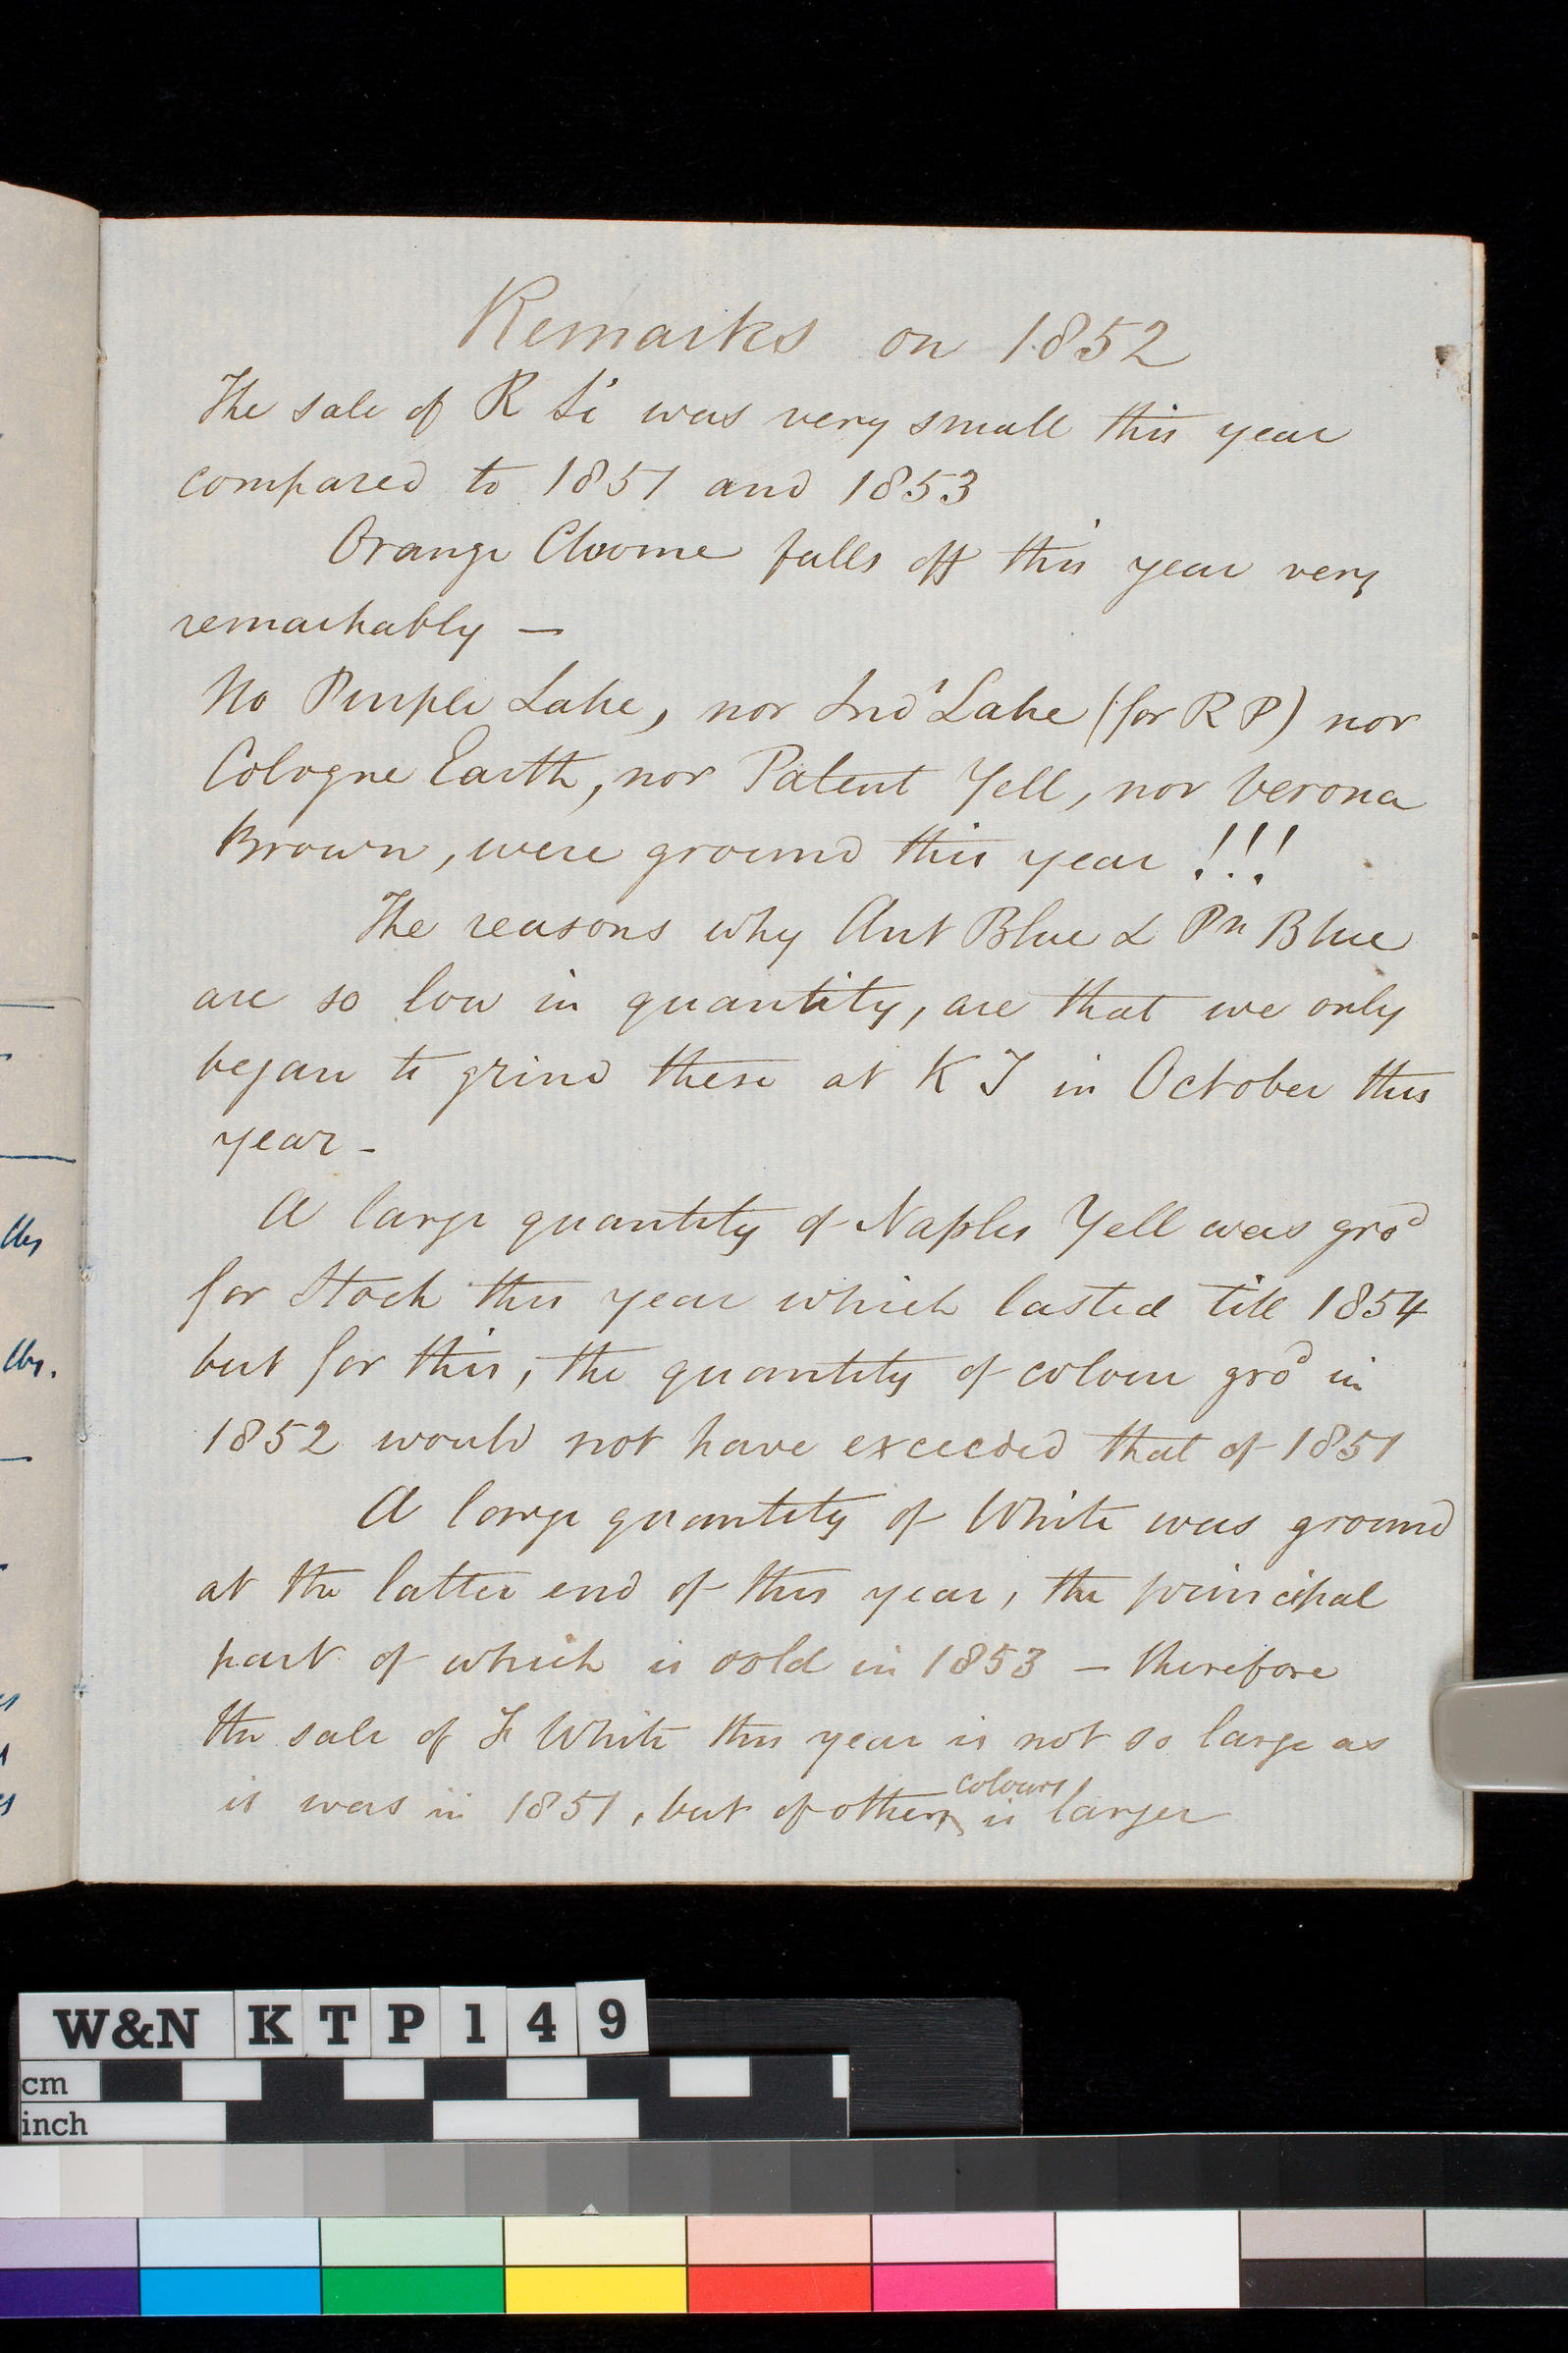 Remarks on 1852
The sale of R Si was very small this year
compared to 1851 and 1853
Orange Chrome falls off this year very
remarkably —
No Purple Lake, nor Ind' Lake (for R P) nor
Cologne Earth, nor Patent Yell, nor Verona
Brown, were ground this year !!!
The reasons why Ant Blue & Pn Blue
are so low in quantity, are that we only
began to grind these at K T in October this
year -
A large quantity of Naples Yell was gro'd
for Stock this year which lasted till 1854
but for this, the quantity of colour gro'd in
1852 would not have exceeded that of 1851
A large quantity of White was ground
at the latter end of this year, the principal
part of which is sold in 1853 — therefore
the sale of F White this year is not so large as
is was in 1851, but of other colours is larger
lbs
lbs.
W&N K T P 1 4 9
cm
inch